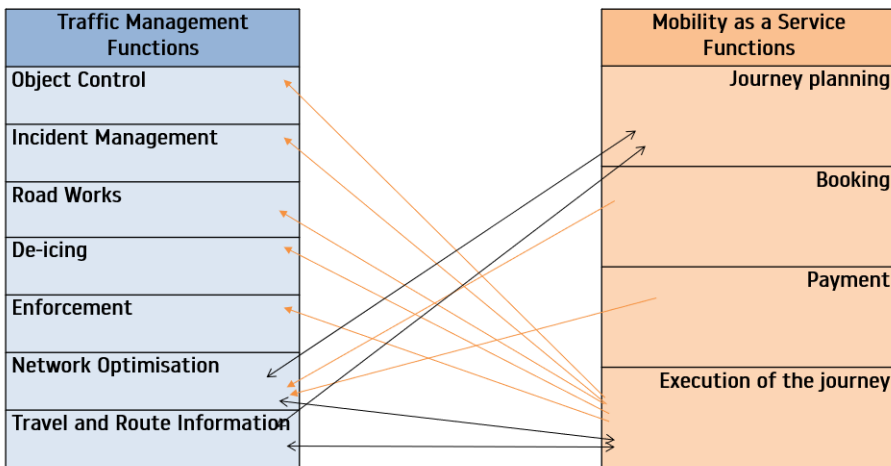 Traffic Management
Functions
Object Control
Incident Management
Road Works
De-icing
Enforcement
Network Optimisation
Travel and Route Information
Mobility as a Service
Functions
Journey planning
Booking
Payment
Execution of the journey